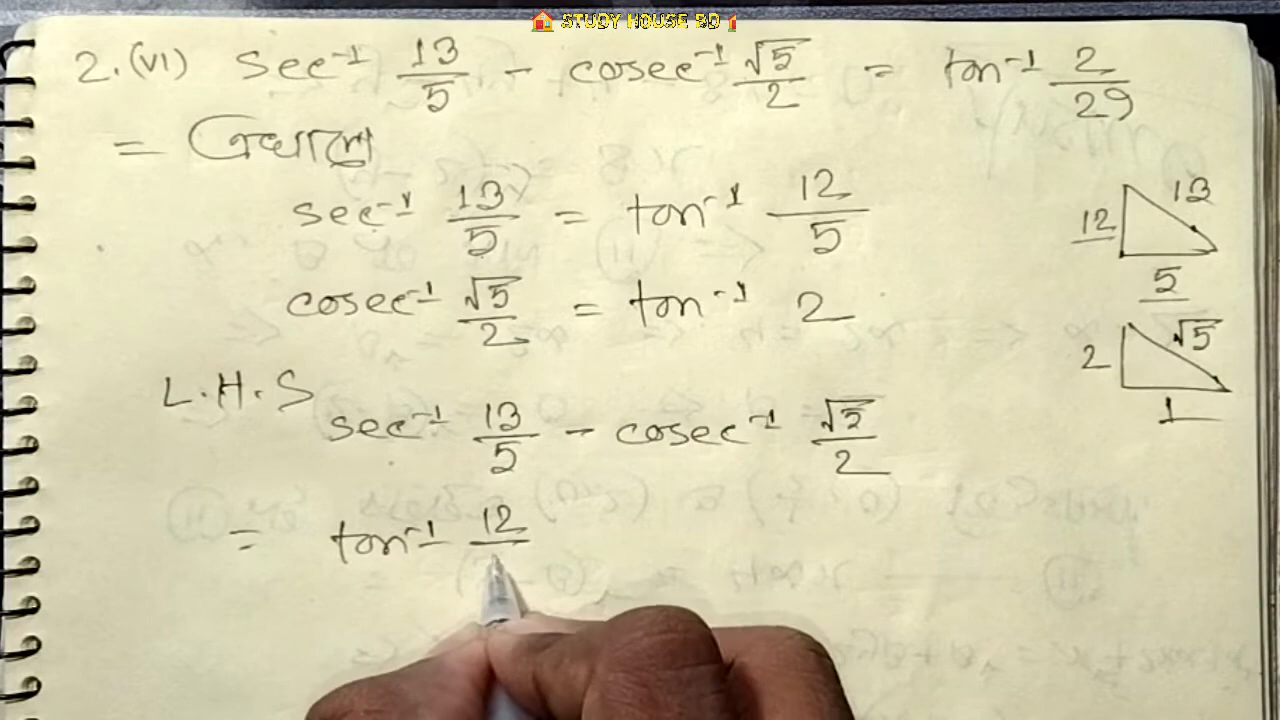 🏠 STUDY HOUSE BD
2.(VI) sec⁻¹ 13/5 - cosec⁻¹ √5/2 = tan⁻¹ 2/29
= এখানে
sec⁻¹ 13/5 = tan⁻¹ 12/5
12 13 5
cosec⁻¹ √5/2 = tan⁻¹ 2
2 √5 1
L.H.S
sec⁻¹ 13/5 - cosec⁻¹ √5/2
= tan⁻¹ 12